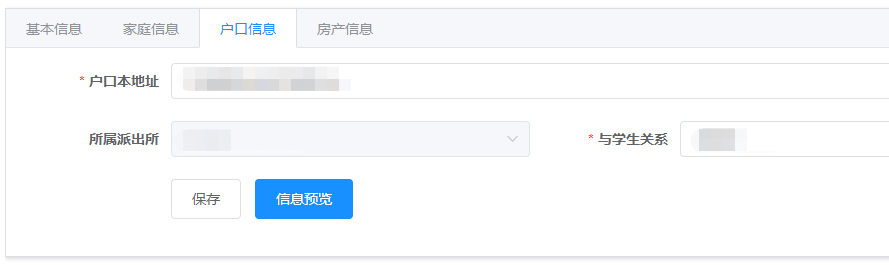 基本信息 家庭信息 户口信息 房产信息
* 户口本地址
所属派出所 * 与学生关系
保存 信息预览